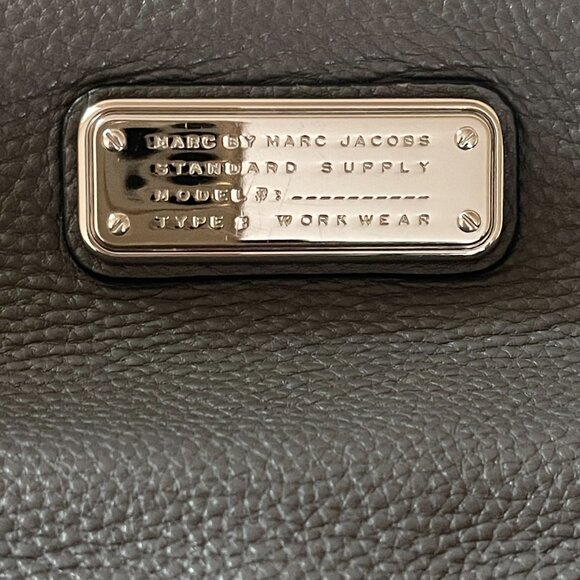 MARC BY MARC JACOBS
STANDARD SUPPLY
MODEL #: ------------
TYPE : WORKWEAR